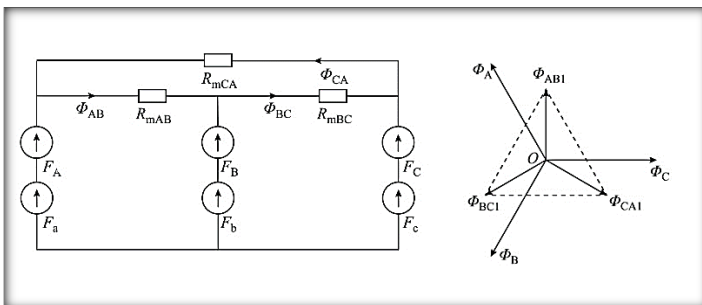 R_mCA
Φ_CA
Φ_AB
R_mAB
Φ_BC
R_mBC
F_A
F_B
F_C
F_a
F_b
F_c
Φ_A
Φ_AB1
O
Φ_C
Φ_BC1
Φ_CA1
Φ_B